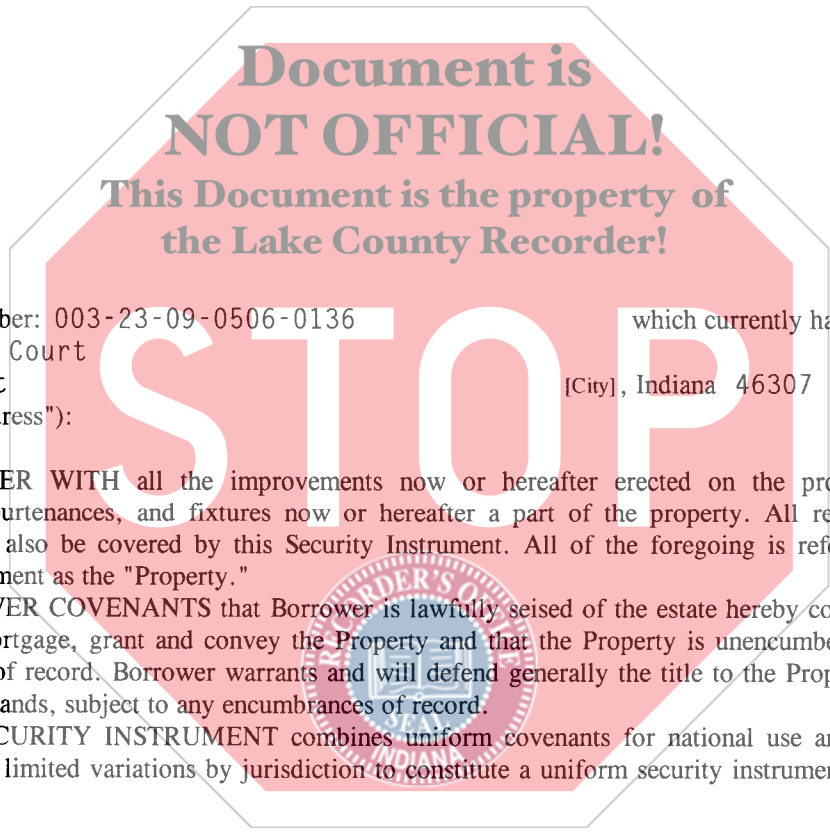 Document is
NOT OFFICIAL!
This Document is the property of
the Lake County Recorder!
ber: 003-23-09-0506-0136 which currently ha
Court
[City], Indiana 46307
ress"):
STOP
ER WITH all the improvements now or hereafter erected on the pro
urtenances, and fixtures now or hereafter a part of the property. All re
also be covered by this Security Instrument. All of the foregoing is refe
ment as the "Property."
VER COVENANTS that Borrower is lawfully seised of the estate hereby co
ortgage, grant and convey the Property and that the Property is unencumbe
of record. Borrower warrants and will defend generally the title to the Prop
ands, subject to any encumbrances of record.
CURITY INSTRUMENT combines uniform covenants for national use an
limited variations by jurisdiction to constitute a uniform security instrumen
RECORDER'S OFFICE
SEAL
INDIANA